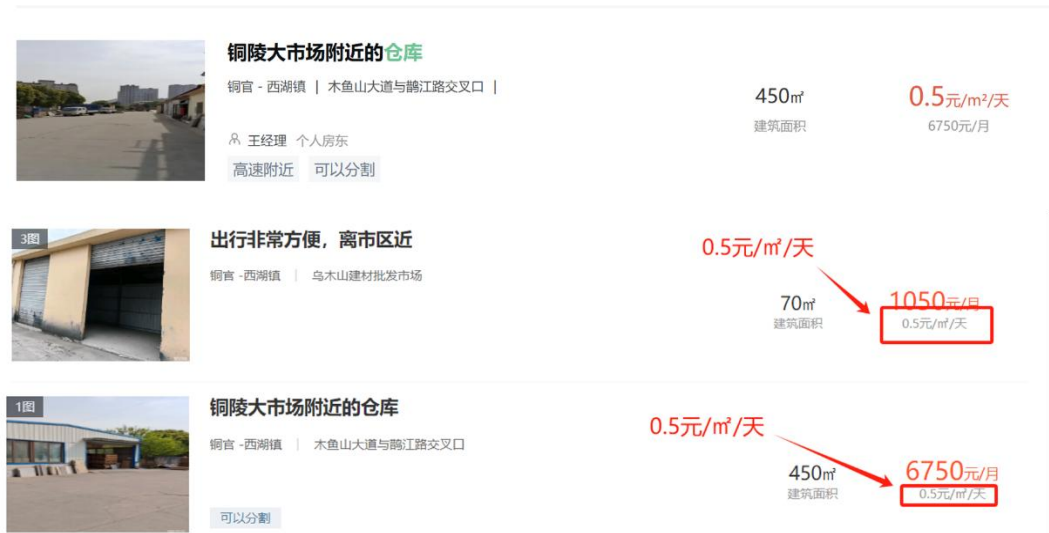 铜陵大市场附近的仓库
铜官 - 西湖镇 | 木鱼山大道与鹊江路交叉口 |
450㎡
0.5元/m²/天
建筑面积
6750元/月
王经理 个人房东
高速附近 可以分割
3图
出行非常方便，离市区近
0.5元/㎡/天
铜官 -西湖镇 | 乌木山建材批发市场
70㎡
1050元/月
建筑面积
0.5元/㎡/天
1图
铜陵大市场附近的仓库
0.5元/㎡/天
铜官 -西湖镇 | 木鱼山大道与鹊江路交叉口
450㎡
6750元/月
建筑面积
0.5元/㎡/天
可以分割